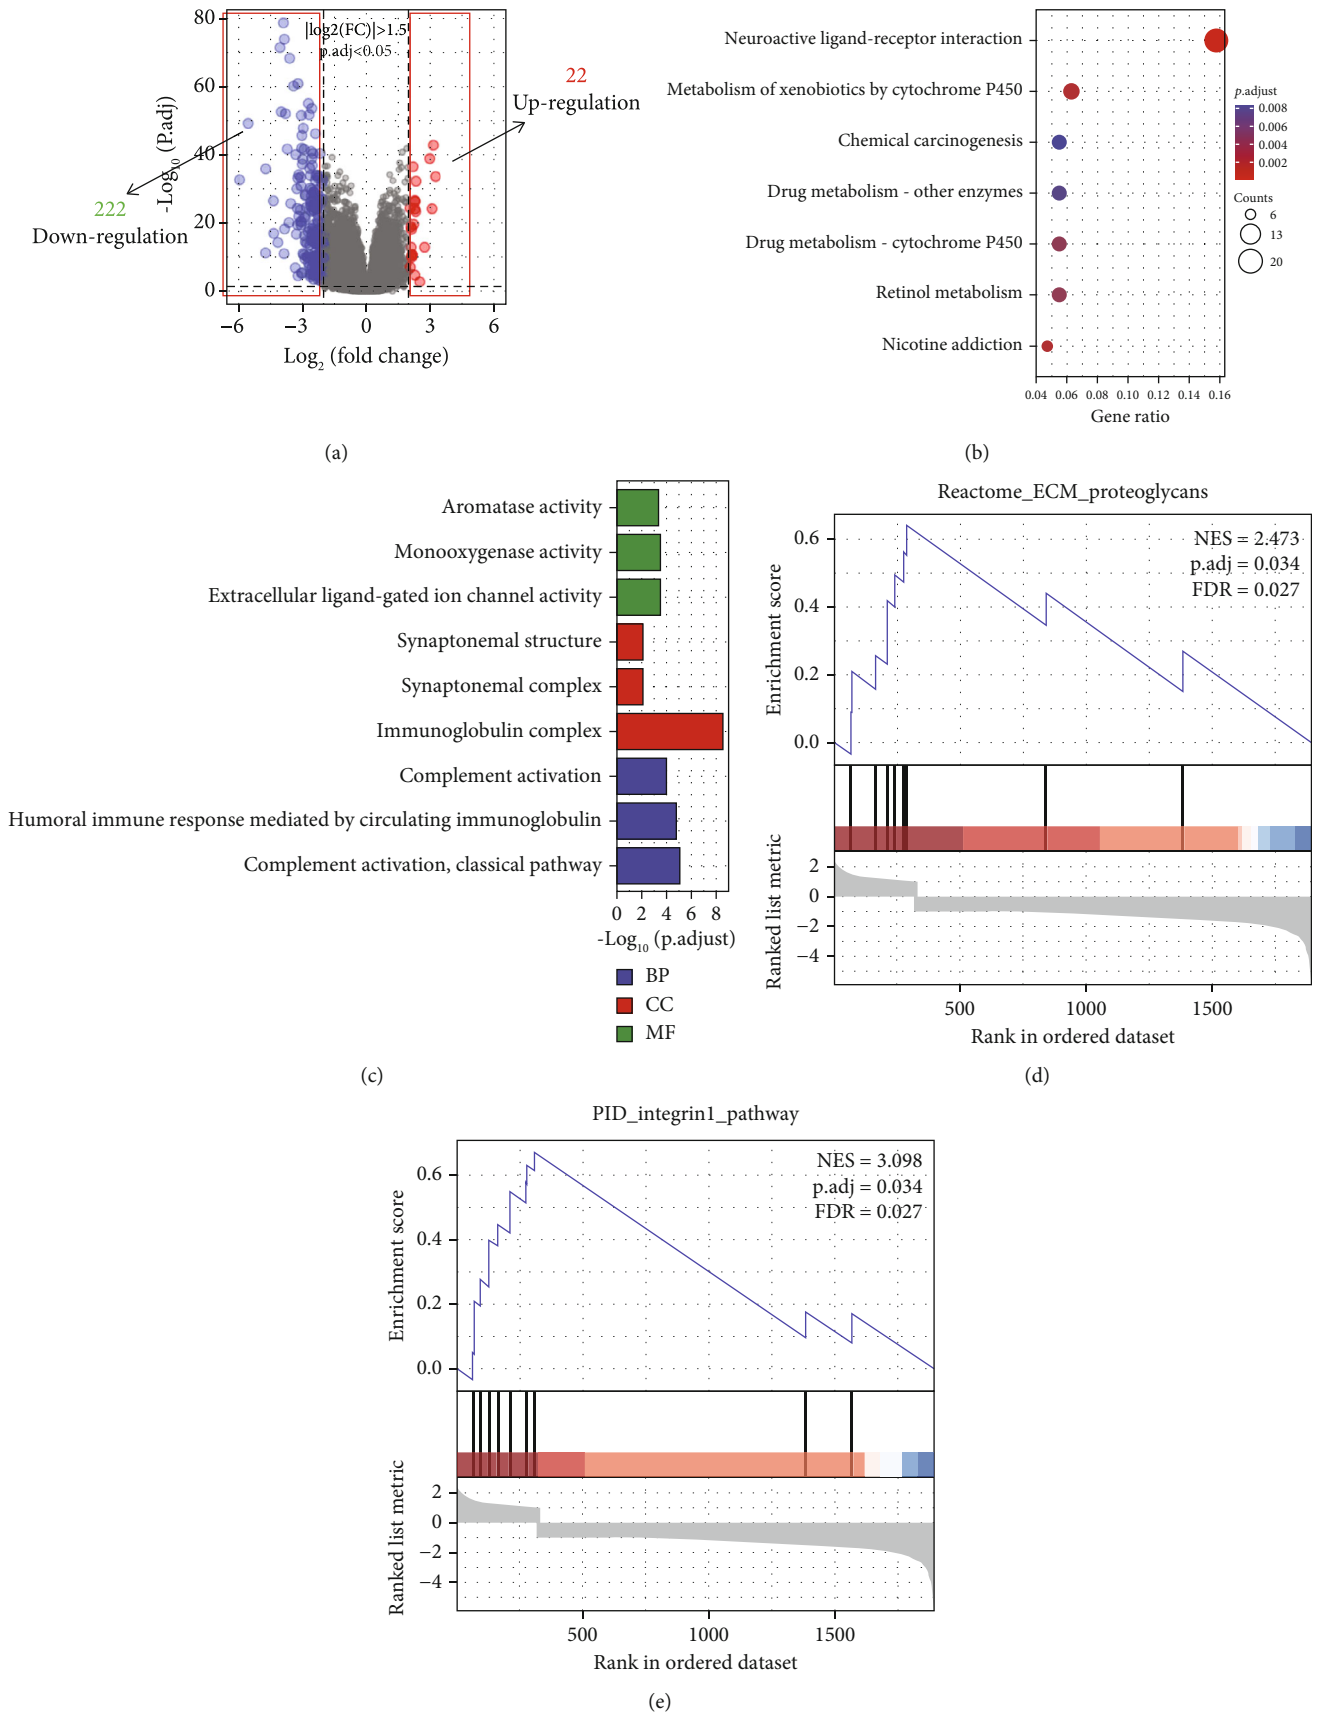 80
60
40
20
0
-Log10 (P.adj)
|log2(FC)|>1.5
p.adj<0.05
22
Up-regulation
222
Down-regulation
−6 −3 0 3 6
Log2 (fold change)
(a)
Neuroactive ligand-receptor interaction
Metabolism of xenobiotics by cytochrome P450
Chemical carcinogenesis
Drug metabolism - other enzymes
Drug metabolism - cytochrome P450
Retinol metabolism
Nicotine addiction
0.04 0.06 0.08 0.10 0.12 0.14 0.16
Gene ratio
p.adjust
0.008
0.006
0.004
0.002
Counts
6
13
20
(b)
Aromatase activity
Monooxygenase activity
Extracellular ligand-gated ion channel activity
Synaptonemal structure
Synaptonemal complex
Immunoglobulin complex
Complement activation
Humoral immune response mediated by circulating immunoglobulin
Complement activation, classical pathway
0 2 4 6 8
-Log10 (p.adjust)
BP
CC
MF
(c)
Reactome_ECM_proteoglycans
NES = 2.473
p.adj = 0.034
FDR = 0.027
0.6
0.4
0.2
0.0
Enrichment score
2
0
−2
−4
Ranked list metric
500 1000 1500
Rank in ordered dataset
(d)
PID_integrin1_pathway
NES = 3.098
p.adj = 0.034
FDR = 0.027
0.6
0.4
0.2
0.0
Enrichment score
2
0
−2
−4
Ranked list metric
500 1000 1500
Rank in ordered dataset
(e)